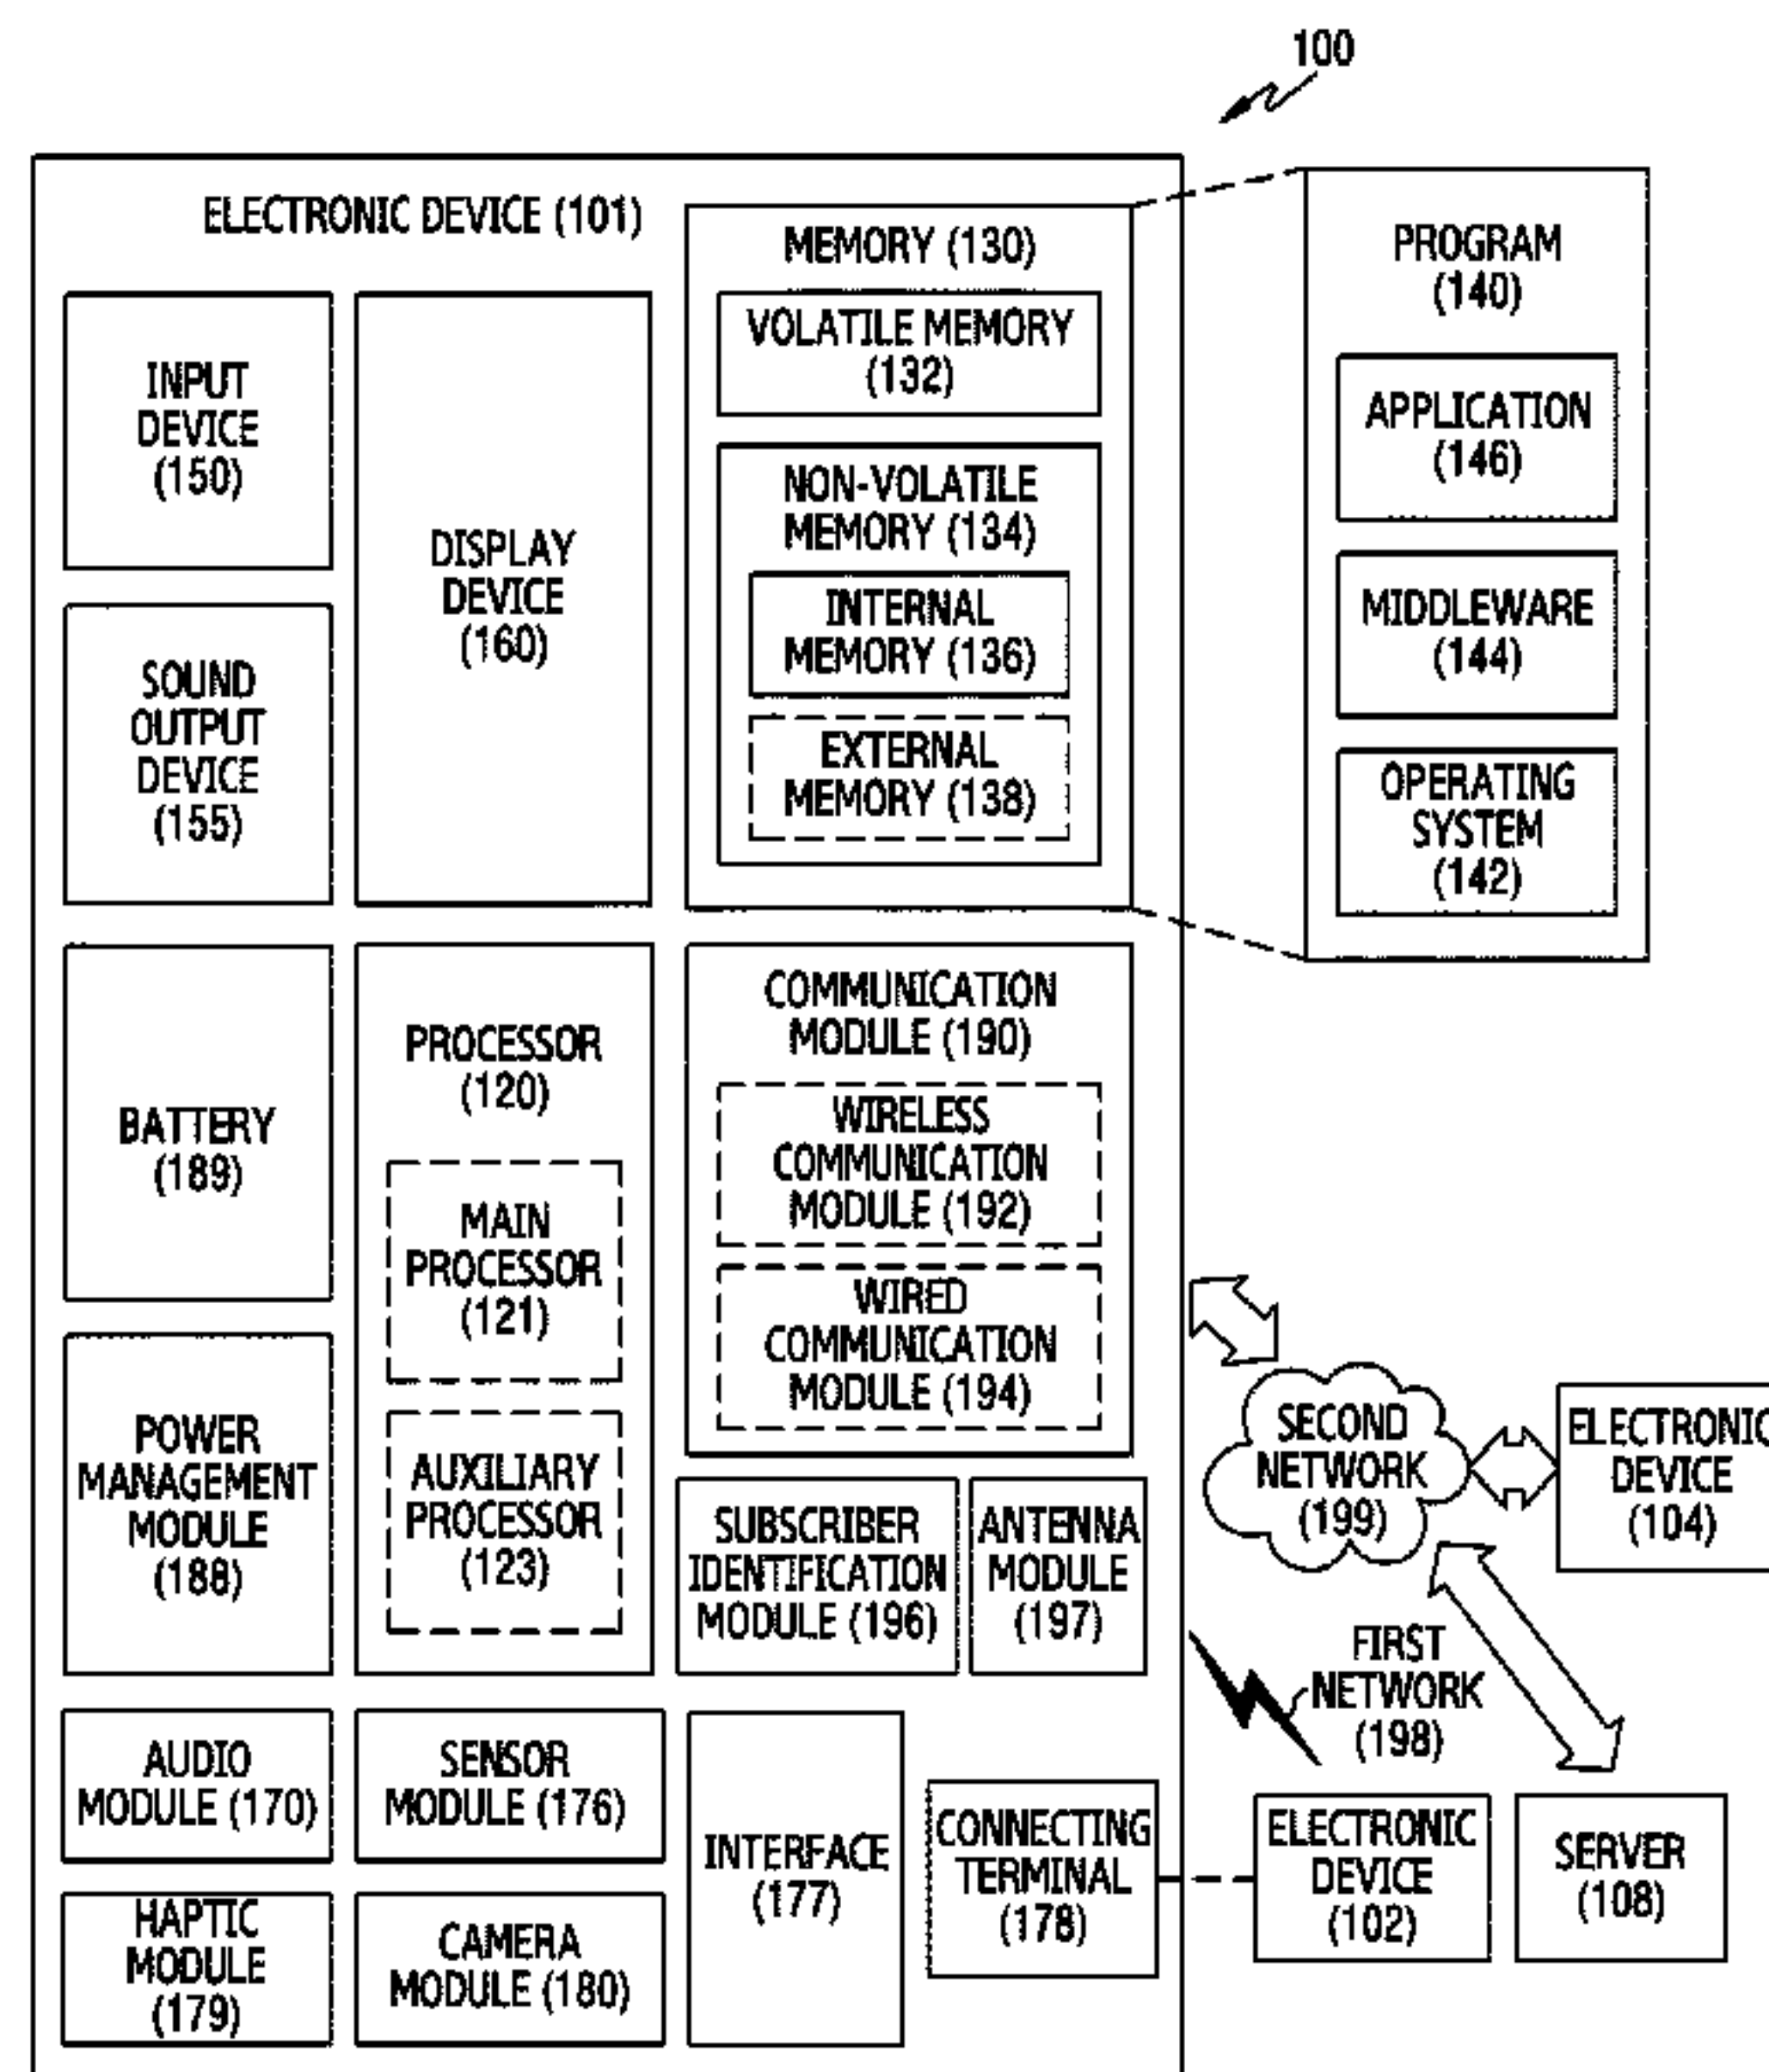 100
ELECTRONIC DEVICE (101)
INPUT
DEVICE
(150)
SOUND
OUTPUT
DEVICE
(155)
DISPLAY
DEVICE
(160)
MEMORY (130)
VOLATILE MEMORY
(132)
NON-VOLATILE
MEMORY (134)
INTERNAL
MEMORY (136)
EXTERNAL
MEMORY (138)
PROGRAM
(140)
APPLICATION
(146)
MIDDLEWARE
(144)
OPERATING
SYSTEM
(142)
BATTERY
(189)
POWER
MANAGEMENT
MODULE
(188)
PROCESSOR
(120)
MAIN
PROCESSOR
(121)
AUXILIARY
PROCESSOR
(123)
COMMUNICATION
MODULE (190)
WIRELESS
COMMUNICATION
MODULE (192)
WIRED
COMMUNICATION
MODULE (194)
SUBSCRIBER
IDENTIFICATION
MODULE (196)
ANTENNA
MODULE
(197)
SECOND
NETWORK
(199)
ELECTRONIC
DEVICE
(104)
FIRST
NETWORK
(198)
AUDIO
MODULE (170)
SENSOR
MODULE (176)
HAPTIC
MODULE
(179)
CAMERA
MODULE (180)
INTERFACE
(177)
CONNECTING
TERMINAL
(178)
ELECTRONIC
DEVICE
(102)
SERVER
(108)